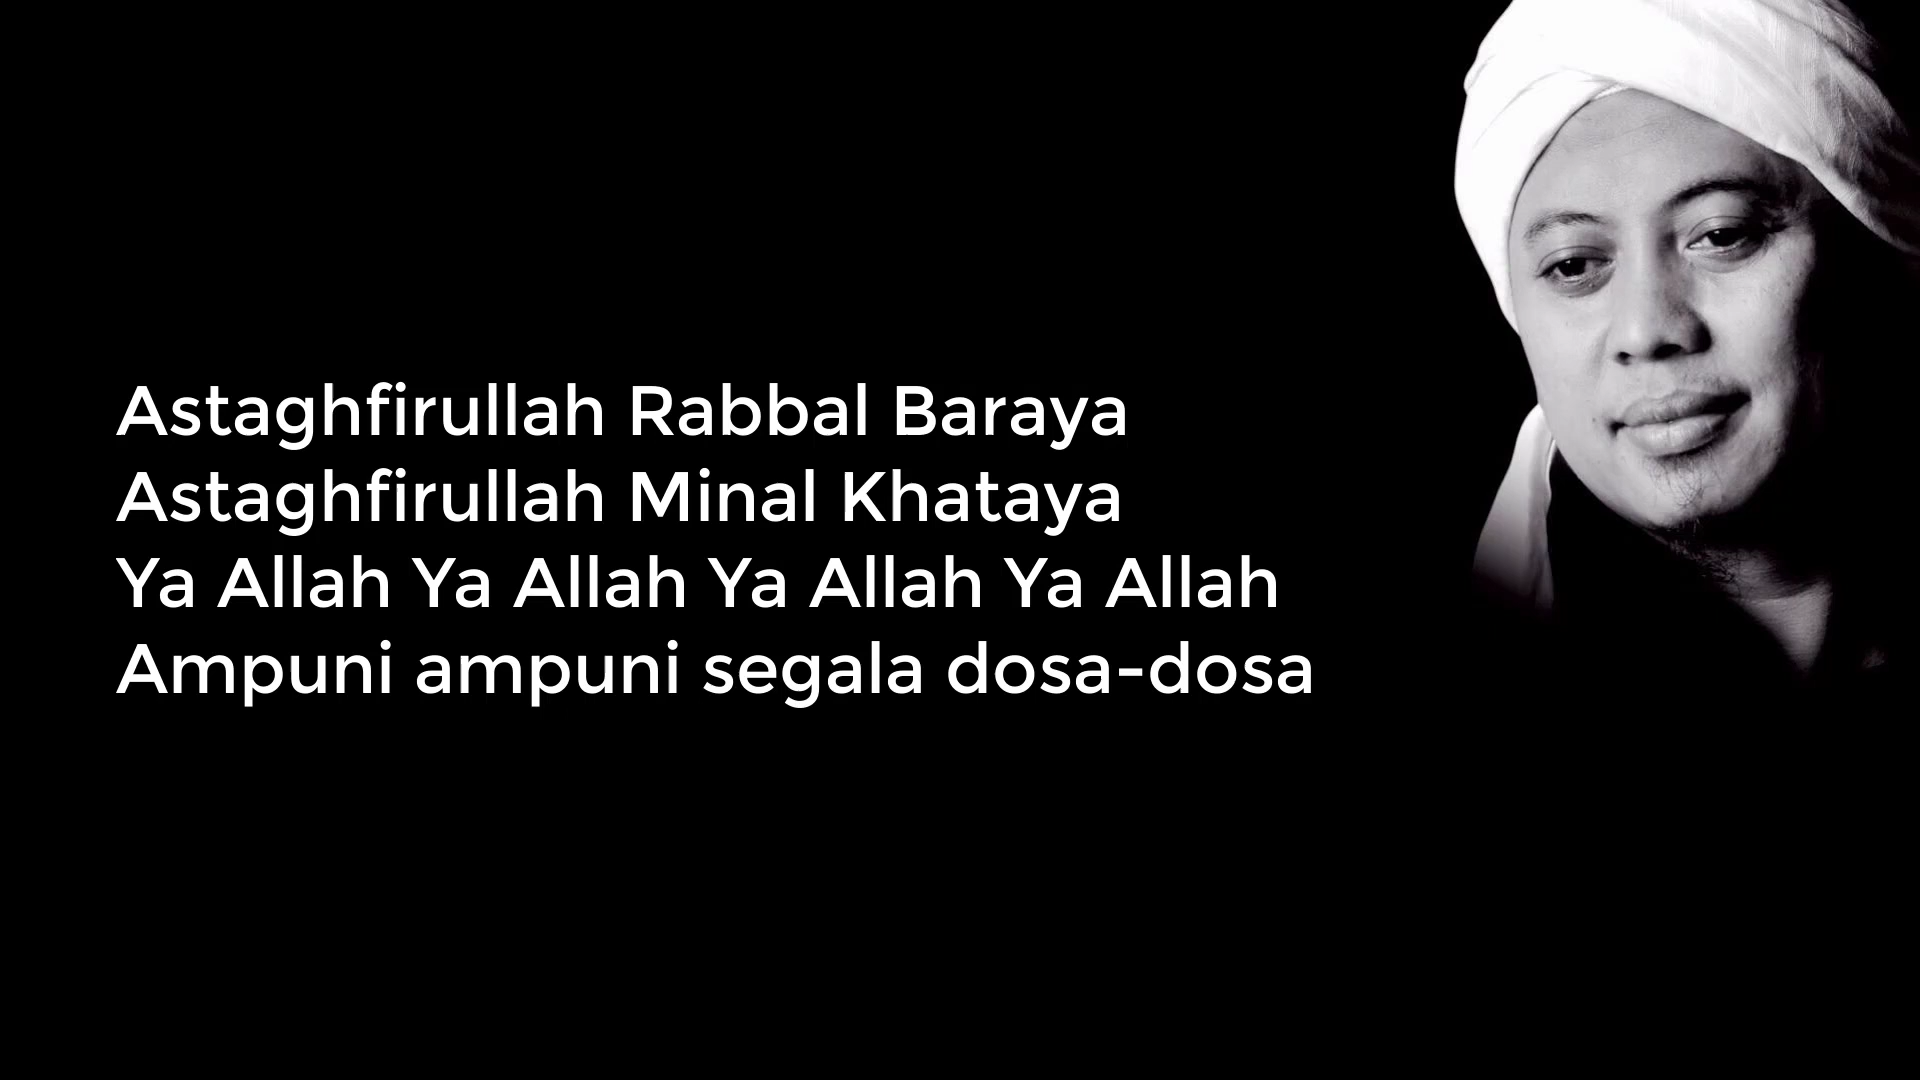 Astaghfirullah Rabbal Baraya
Astaghfirullah Minal Khataya
Ya Allah Ya Allah Ya Allah Ya Allah
Ampuni ampuni segala dosa-dosa